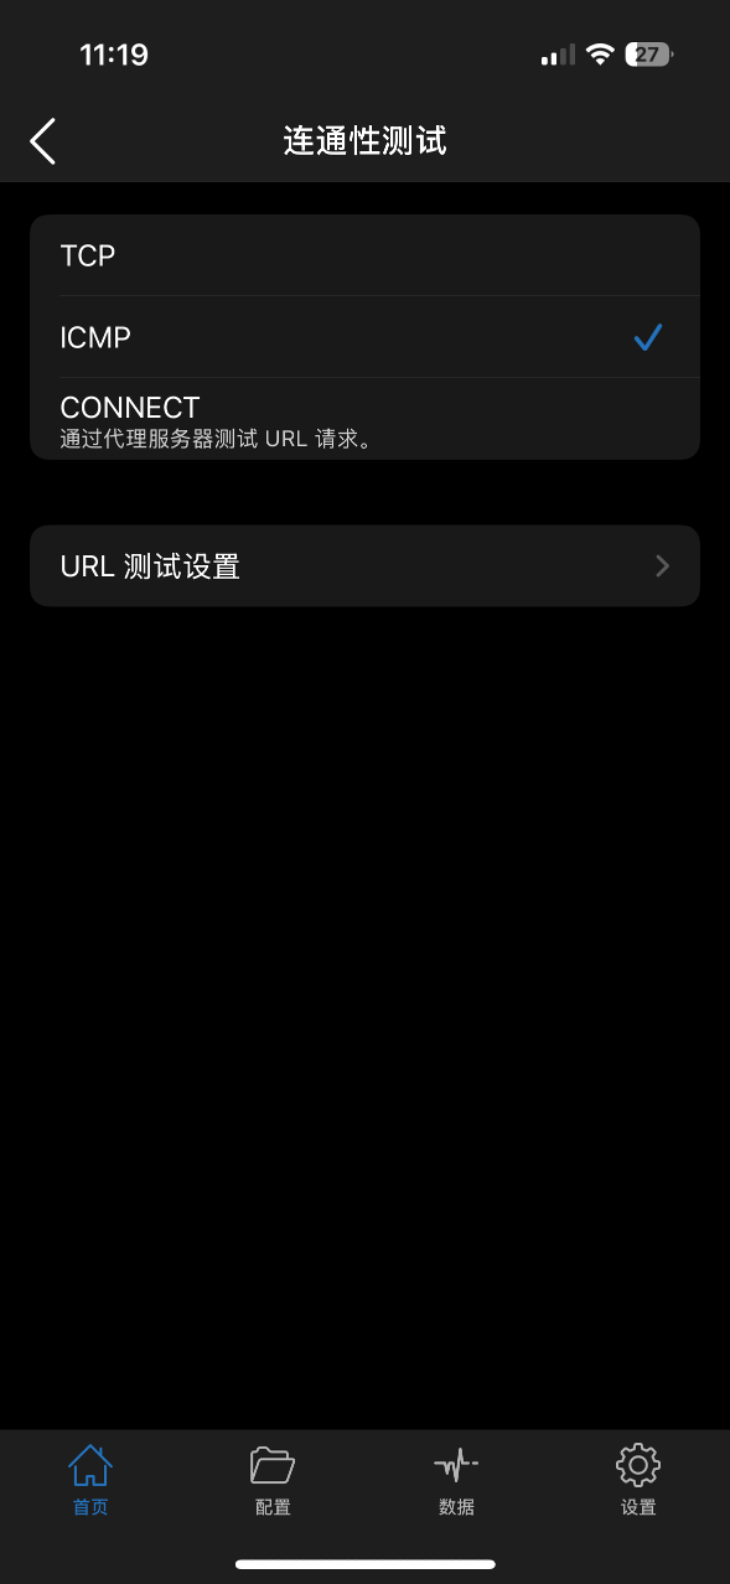 11:19
27
连通性测试
TCP
ICMP
CONNECT
通过代理服务器测试 URL 请求。
URL 测试设置
首页
配置
数据
设置